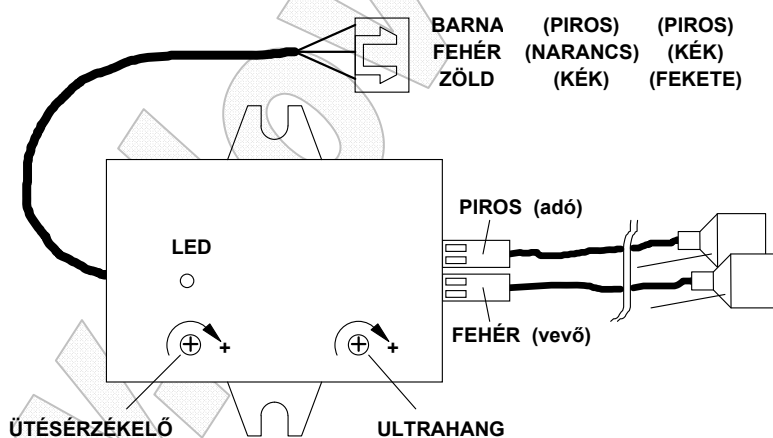 BARNA (PIROS) (PIROS)
FEHÉR (NARANCS) (KÉK)
ZÖLD (KÉK) (FEKETE)
PIROS (adó)
LED
FEHÉR (vevő)
+ +
ÜTÉSÉRZÉKELŐ ULTRAHANG